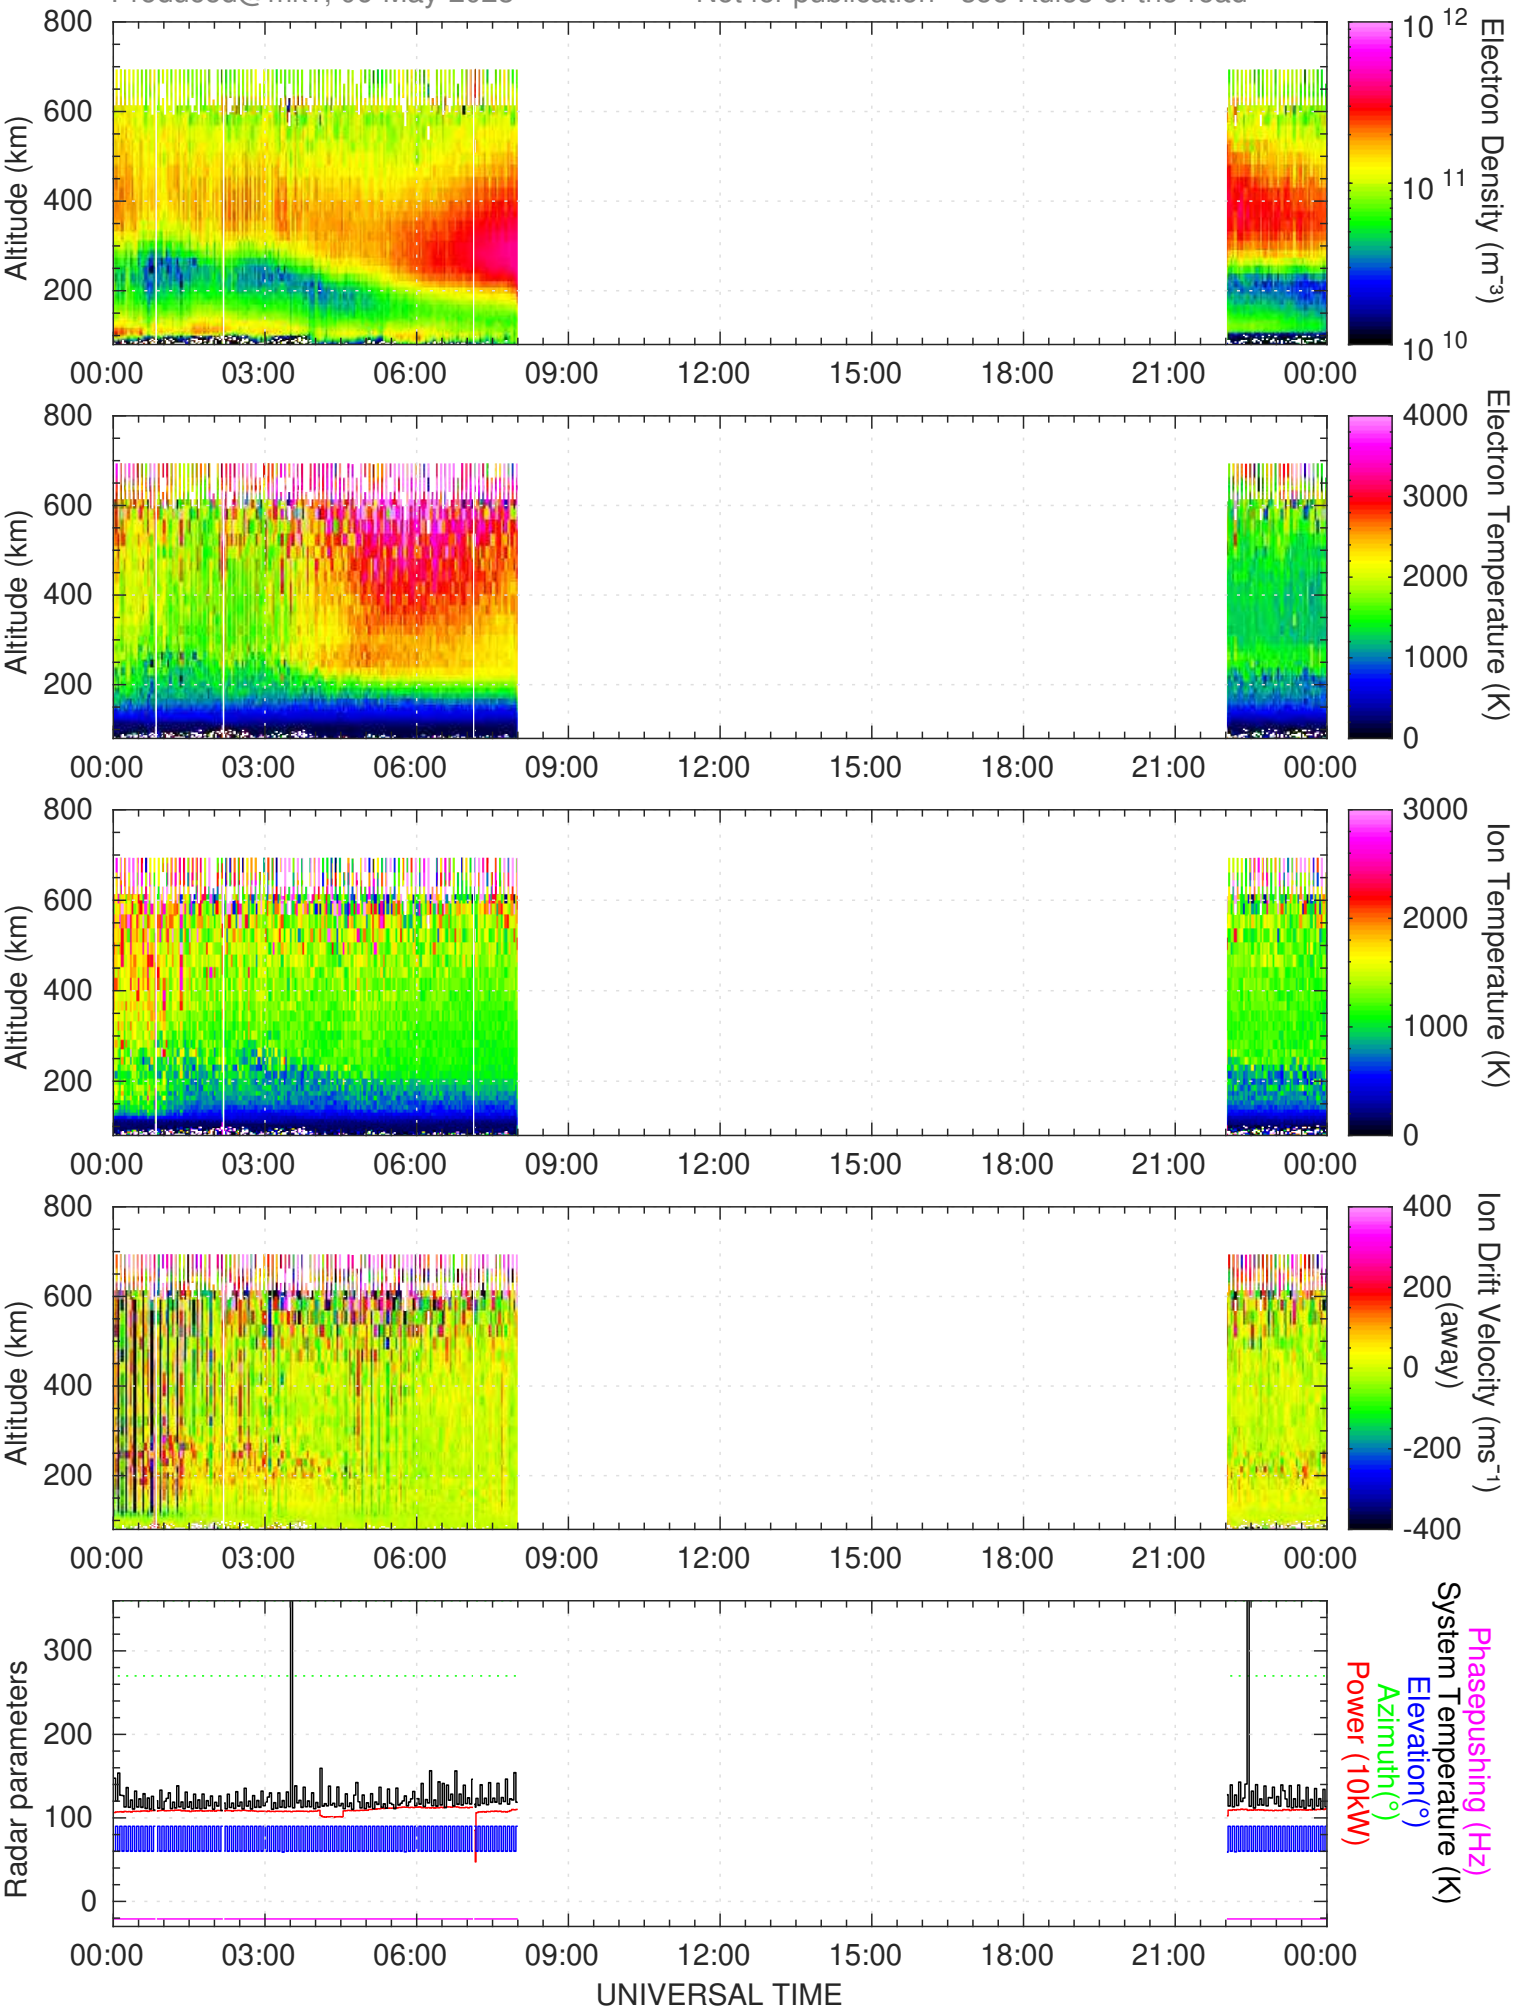 800
600
400
200
Altitude (km)
00:00 03:00 06:00 09:00 12:00 15:00 18:00 21:00 00:00
10 12
10 11
10 10
Electron Density (m-3)
800
600
400
200
Altitude (km)
00:00 03:00 06:00 09:00 12:00 15:00 18:00 21:00 00:00
4000
3000
2000
1000
0
Electron Temperature (K)
800
600
400
200
Altitude (km)
00:00 03:00 06:00 09:00 12:00 15:00 18:00 21:00 00:00
3000
2000
1000
0
Ion Temperature (K)
800
600
400
200
Altitude (km)
00:00 03:00 06:00 09:00 12:00 15:00 18:00 21:00 00:00
400
200
0
-200
-400
Ion Drift Velocity (ms-1)
(away)
300
200
100
0
Radar parameters
00:00 03:00 06:00 09:00 12:00 15:00 18:00 21:00 00:00
UNIVERSAL TIME
Phasepushing (Hz)
System Temperature (K)
Elevation(°)
Azimuth(°)
Power (10kW)